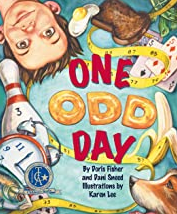 ONE
ODD
DAY
By Doris Fisher
and Dani Sneed
Illustrations by
Karen Lee